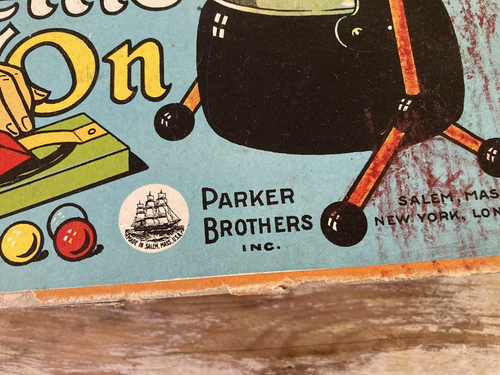 On
PARKER
BROTHERS
INC.
MADE IN SALEM, MASS. U.S.A.
SALEM, MAS
NEW YORK, LON